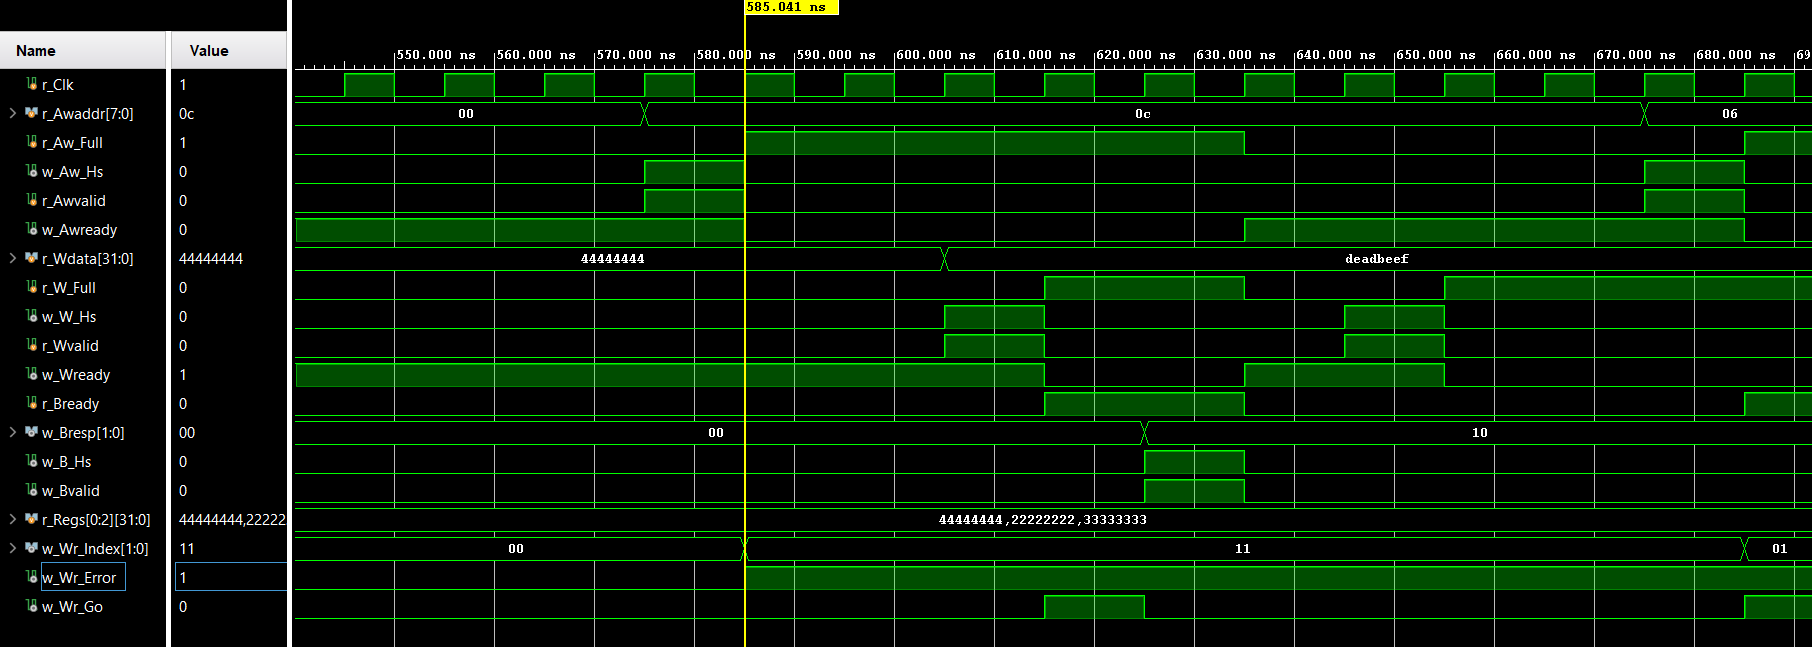 585.041 ns
Name Value
550.000 ns 560.000 ns 570.000 ns 580.000 ns 590.000 ns 600.000 ns 610.000 ns 620.000 ns 630.000 ns 640.000 ns 650.000 ns 660.000 ns 670.000 ns 680.000 ns 69
r_Clk 1
r_Awaddr[7:0] 0c 00 0c 06
r_Aw_Full 1
w_Aw_Hs 0
r_Awvalid 0
w_Awready 0
r_Wdata[31:0] 44444444 44444444 deadbeef
r_W_Full 0
w_W_Hs 0
r_Wvalid 0
w_Wready 1
r_Bready 0
w_Bresp[1:0] 00 00 10
w_B_Hs 0
w_Bvalid 0
r_Regs[0:2][31:0] 44444444,22222 44444444,22222222,33333333
w_Wr_Index[1:0] 11 00 11 01
w_Wr_Error 1
w_Wr_Go 0